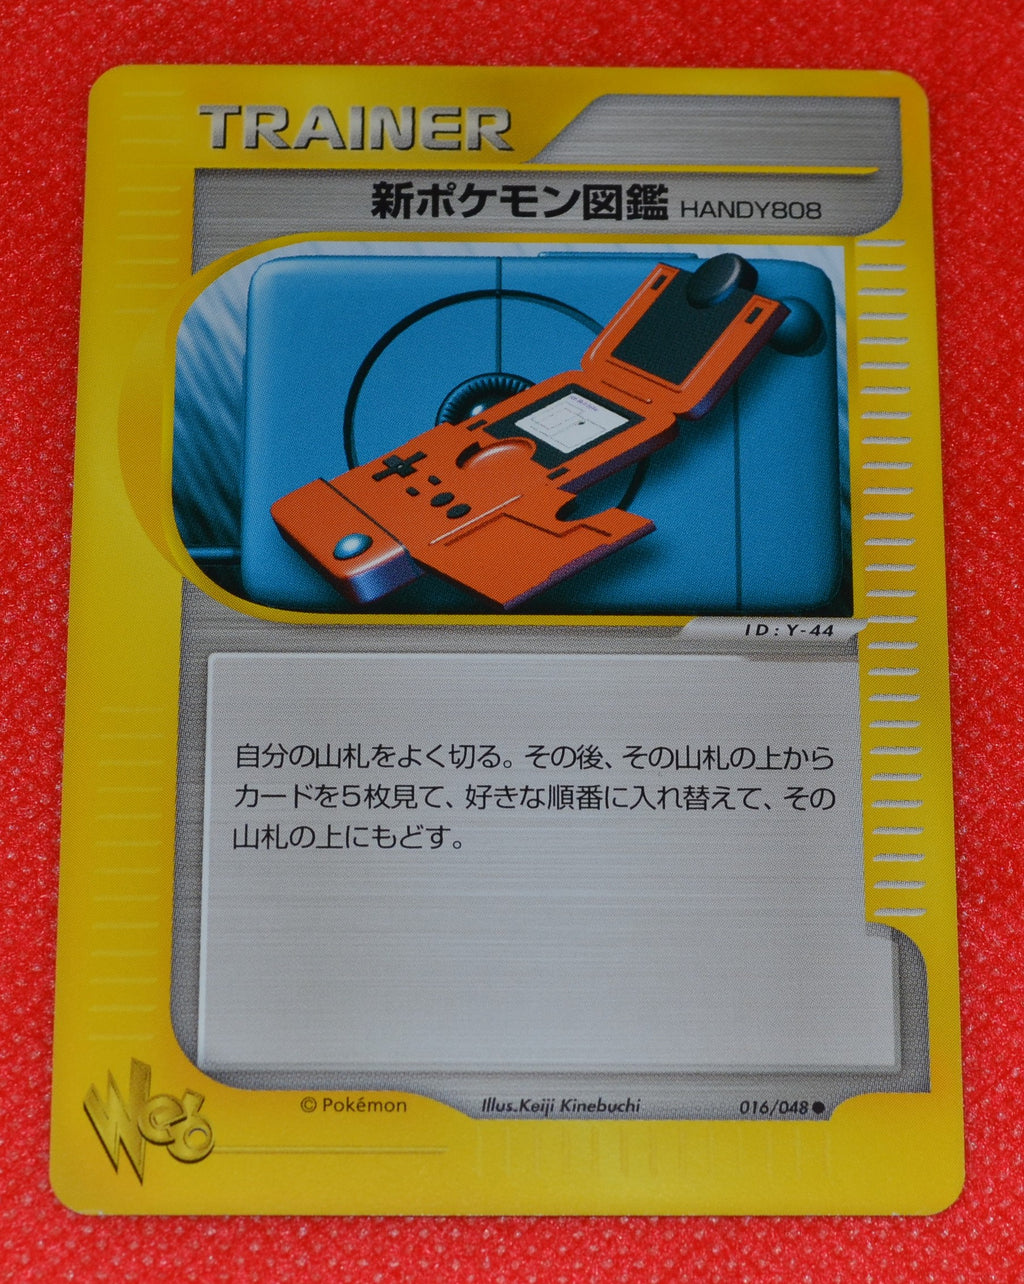 TRAINER
新ポケモン図鑑 HANDY808
ID:Y-44
自分の山札をよく切る。その後、その山札の上から
カードを5枚見て、好きな順番に入れ替えて、その
山札の上にもどす。
Web
© Pokémon Illus.Keiji Kinebuchi 016/048●